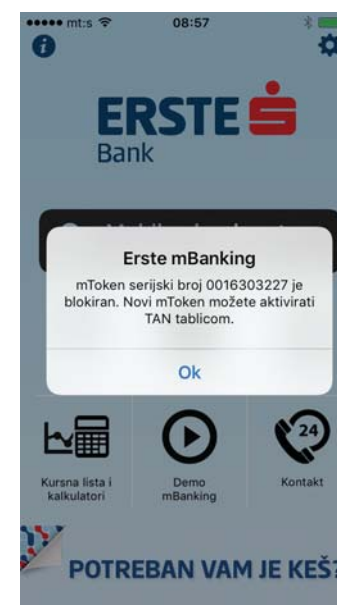 mt:s 08:57
ERSTE
Bank
Erste mBanking
mToken serijski broj 0016303227 je
blokiran. Novi mToken možete aktivirati
TAN tablicom.
Ok
24
Kursna lista i
kalkulatori
Demo
mBanking
Kontakt
POTREBAN VAM JE KEŠ?